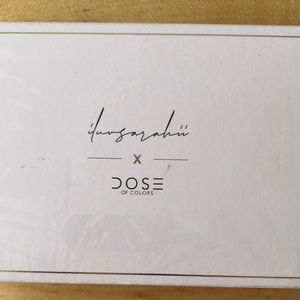 iluvsarahii
X
DOSE
OF COLORS